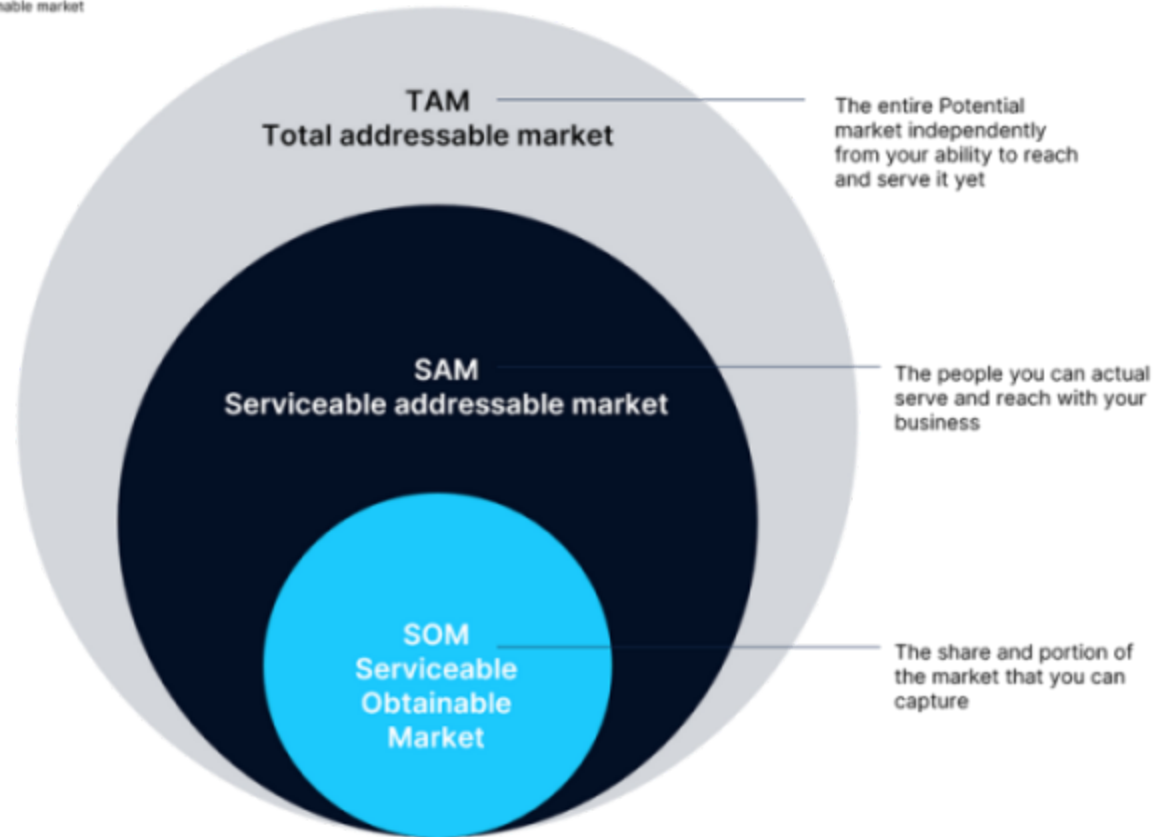 market
TAM
Total addressable market
The entire Potential
market independently
from your ability to reach
and serve it yet
SAM
Serviceable addressable market
The people you can actual
serve and reach with your
business
SOM
Serviceable
Obtainable
Market
The share and portion of
the market that you can
capture